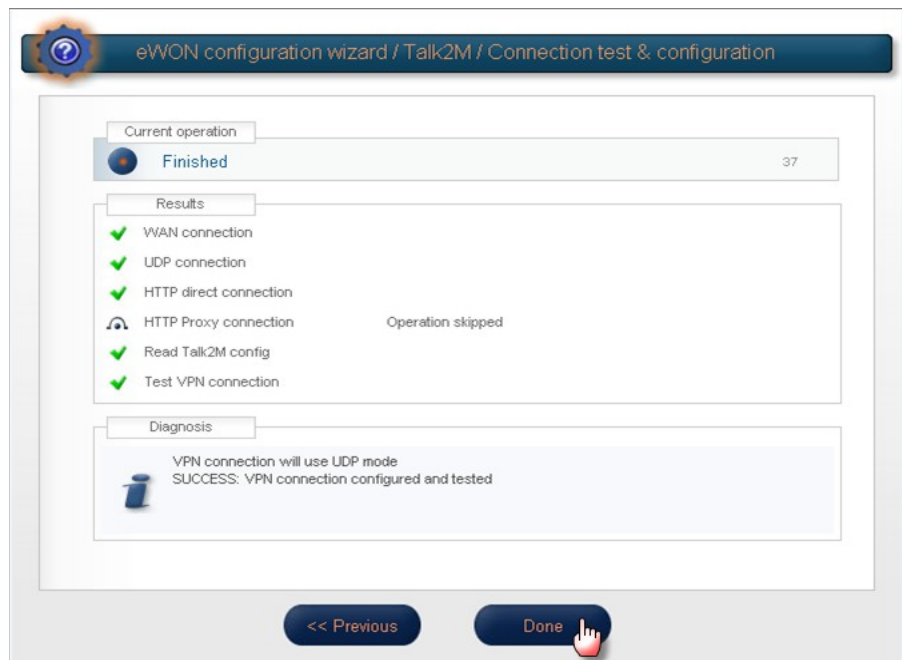 eWON configuration wizard / Talk2M / Connection test & configuration
Current operation
Finished 37
Results
WAN connection
UDP connection
HTTP direct connection
HTTP Proxy connection Operation skipped
Read Talk2M config
Test VPN connection
Diagnosis
VPN connection will use UDP mode
SUCCESS: VPN connection configured and tested
<< Previous Done